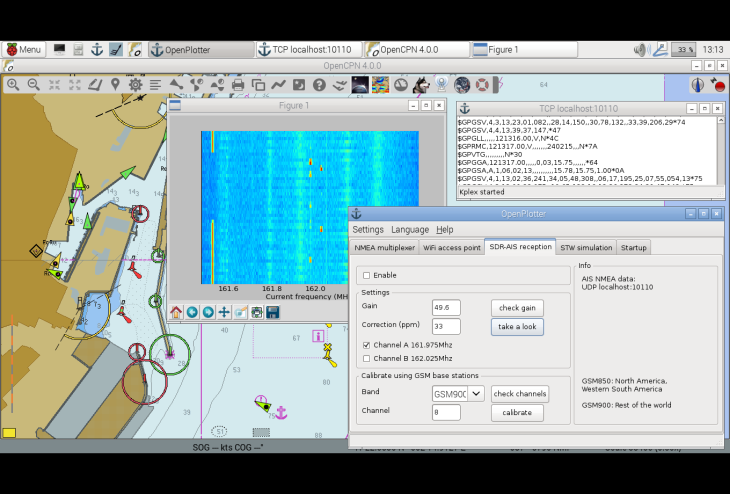 Menu
OpenPlotter
TCP localhost:10110
OpenCPN 4.0.0
Figure 1
33 %
13:13
OpenCPN 4.0.0
64
Figure 1
161.6
161.8
162.0
Current frequency (MH
TCP localhost:10110
$GPGSV,4,3,13,23,01,082,,28,14,150,,30,78,132,,33,39,206,29*74
$GPGSV,4,4,13,39,37,147,*47
$GPGLL,,,,,121316.00,V,N*4C
$GPRMC,121317.00,V,,,,,,,240215,,,N*7A
$GPVTG,,,,,,,,,N*30
$GPGGA,121317.00,,,,,0,03,15.75,,,,,,*64
$GPGSA,A,1,06,02,13,,,,,,,,,,15.78,15.75,1.00*0A
$GPGSV,4,1,13,02,36,241,34,05,48,308,,06,17,195,25,07,55,054,13*75
Kplex started
OpenPlotter
Settings Language Help
NMEA multiplexer
WiFi access point
SDR-AIS reception
STW simulation
Startup
Enable
Info
AIS NMEA data:
UDP localhost:10110
Settings
Gain
49.6
check gain
Correction (ppm)
33
take a look
Channel A 161.975Mhz
Channel B 162.025Mhz
Calibrate using GSM base stations
Band
GSM900
check channels
Channel
8
calibrate
GSM850: North America,
Western South America
GSM900: Rest of the world
40
53
80
39
51
SOG --- kts COG ---°